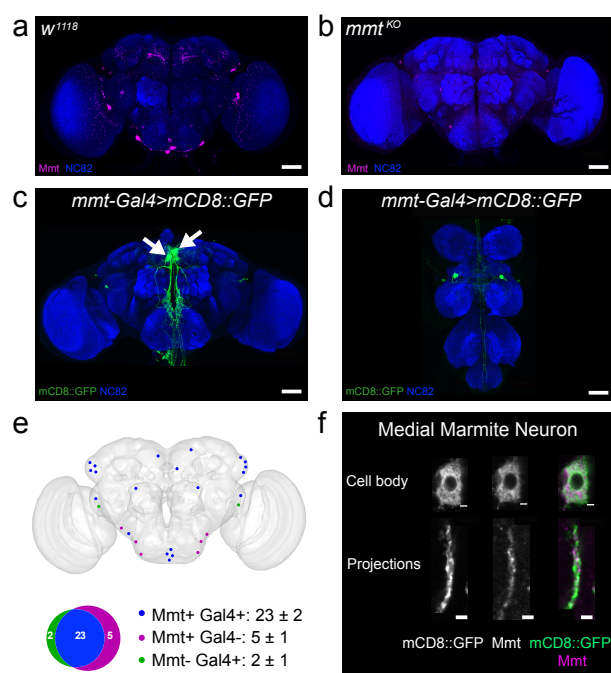 a
w1118
Mmt NC82
b
mmtKO
Mmt NC82
c
mmt-Gal4>mCD8::GFP
mCD8::GFP NC82
d
mmt-Gal4>mCD8::GFP
mCD8::GFP NC82
e
2 23 5
Mmt+ Gal4+: 23 ± 2
Mmt+ Gal4-: 5 ± 1
Mmt- Gal4+: 2 ± 1
f
Medial Marmite Neuron
Cell body
Projections
mCD8::GFP Mmt mCD8::GFP
Mmt